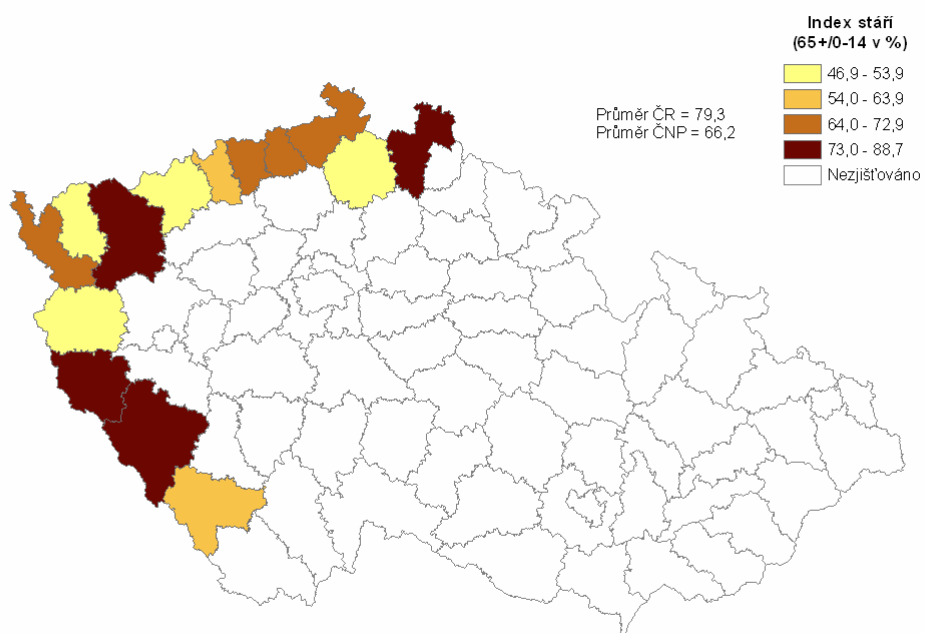 Index stáří
(65+/0-14 v %)
46,9 - 53,9
54,0 - 63,9
64,0 - 72,9
73,0 - 88,7
Nezjišťováno
Průměr ČR = 79,3
Průměr ČNP = 66,2